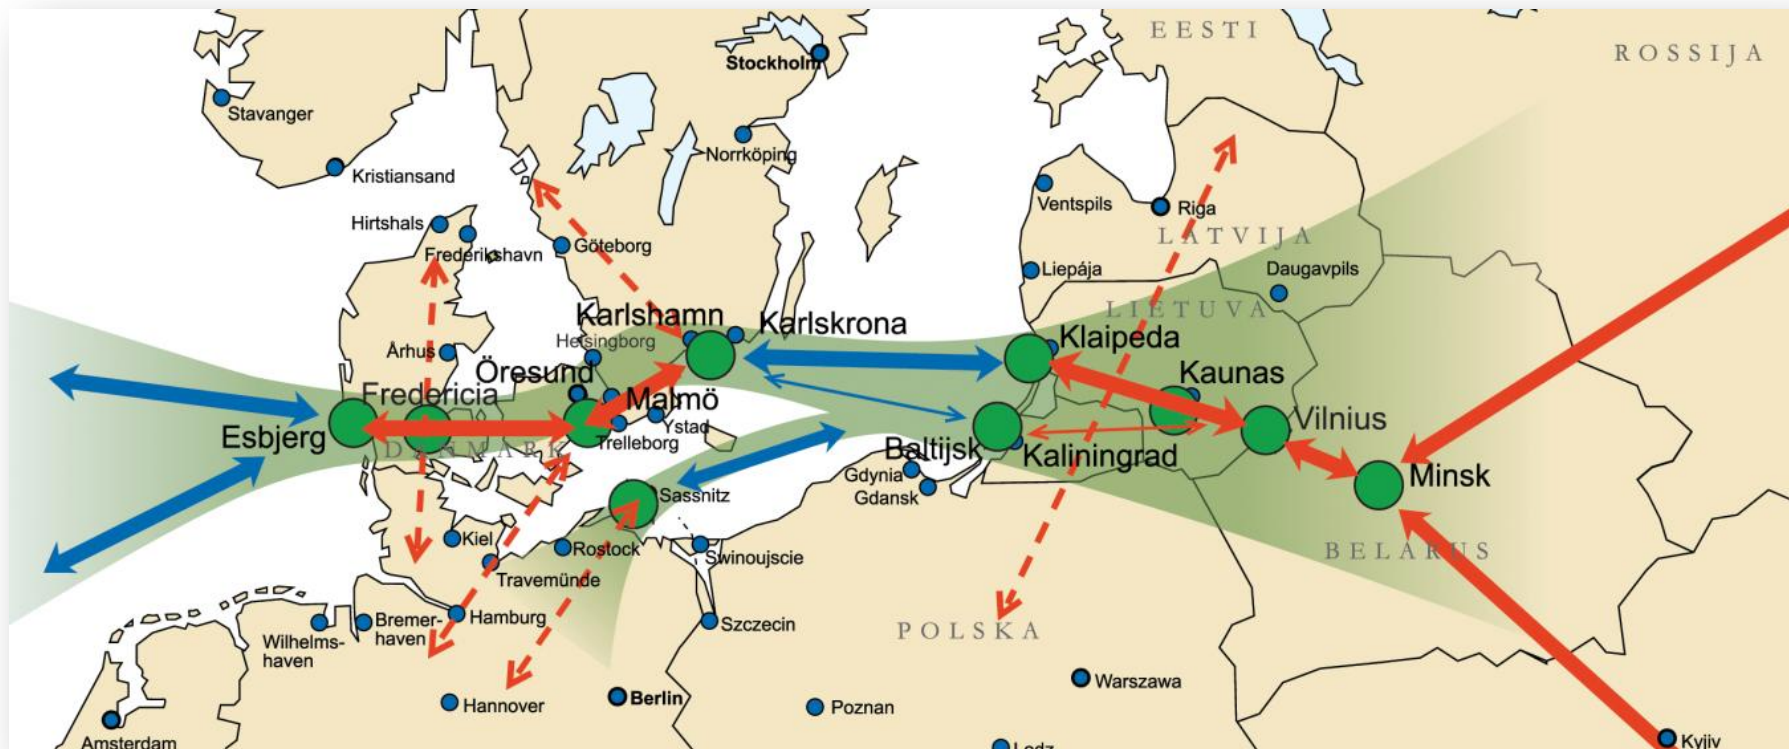 EESTI
ROSSIJA
Stockholm
Stavanger
Norrköping
Kristiansand
Ventspils
Riga
Hirtshals
Frederikshavn
Göteborg
LATVIJA
Liepája
Daugavpils
LIETUVA
Karlshamn
Karlskrona
Helsingborg
Klaipeda
Århus
Öresund
Kaunas
Fredericia
Malmö
Vilnius
Esbjerg
Ystad
Trelleborg
DANMARK
Baltijsk
Kaliningrad
Gdynia
Gdansk
Minsk
Sassnitz
Kiel
Rostock
Swinoujscie
BELARUS
Travemünde
Hamburg
Bremer-
haven
Wilhelms-
haven
Szczecin
POLSKA
Warszawa
Berlin
Hannover
Poznan
Amsterdam
Kyjiv
Lodz